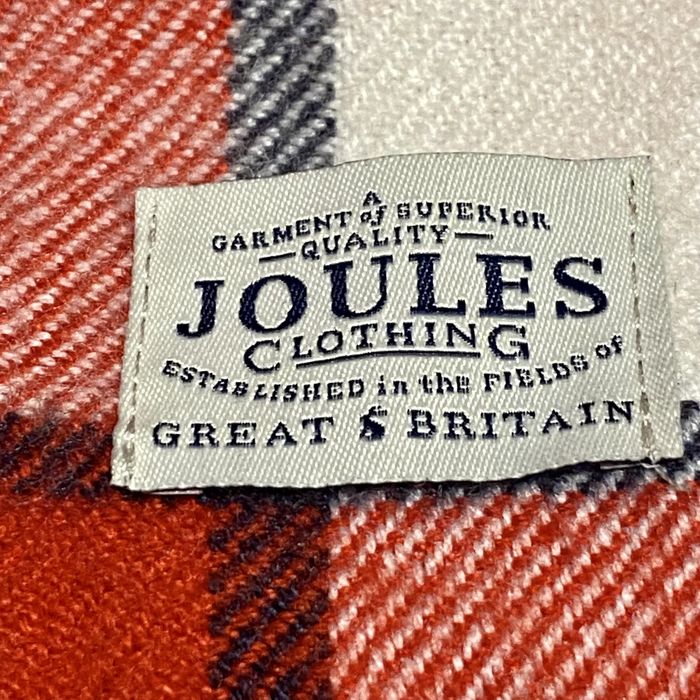 A
GARMENT of SUPERIOR
QUALITY
JOULES
CLOTHING
ESTABLISHED in the FIELDS OF
GREAT BRITAIN